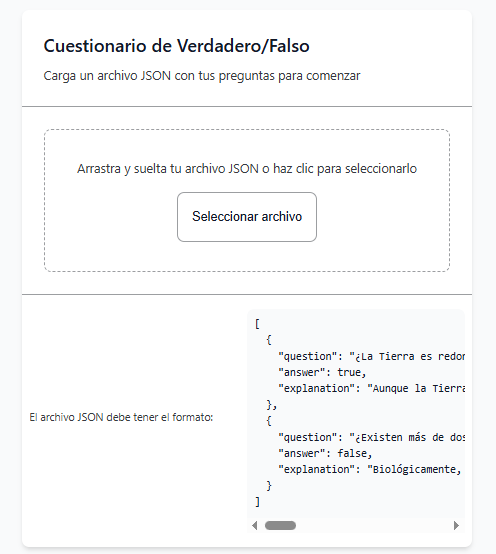 Cuestionario de Verdadero/Falso
Carga un archivo JSON con tus preguntas para comenzar
Arrastra y suelta tu archivo JSON o haz clic para seleccionarlo
Seleccionar archivo
El archivo JSON debe tener el formato:
[
{
"question": "¿La Tierra es redon
"answer": true,
"explanation": "Aunque la Tierra
},
{
"question": "¿Existen más de dos
"answer": false,
"explanation": "Biológicamente,
}
]